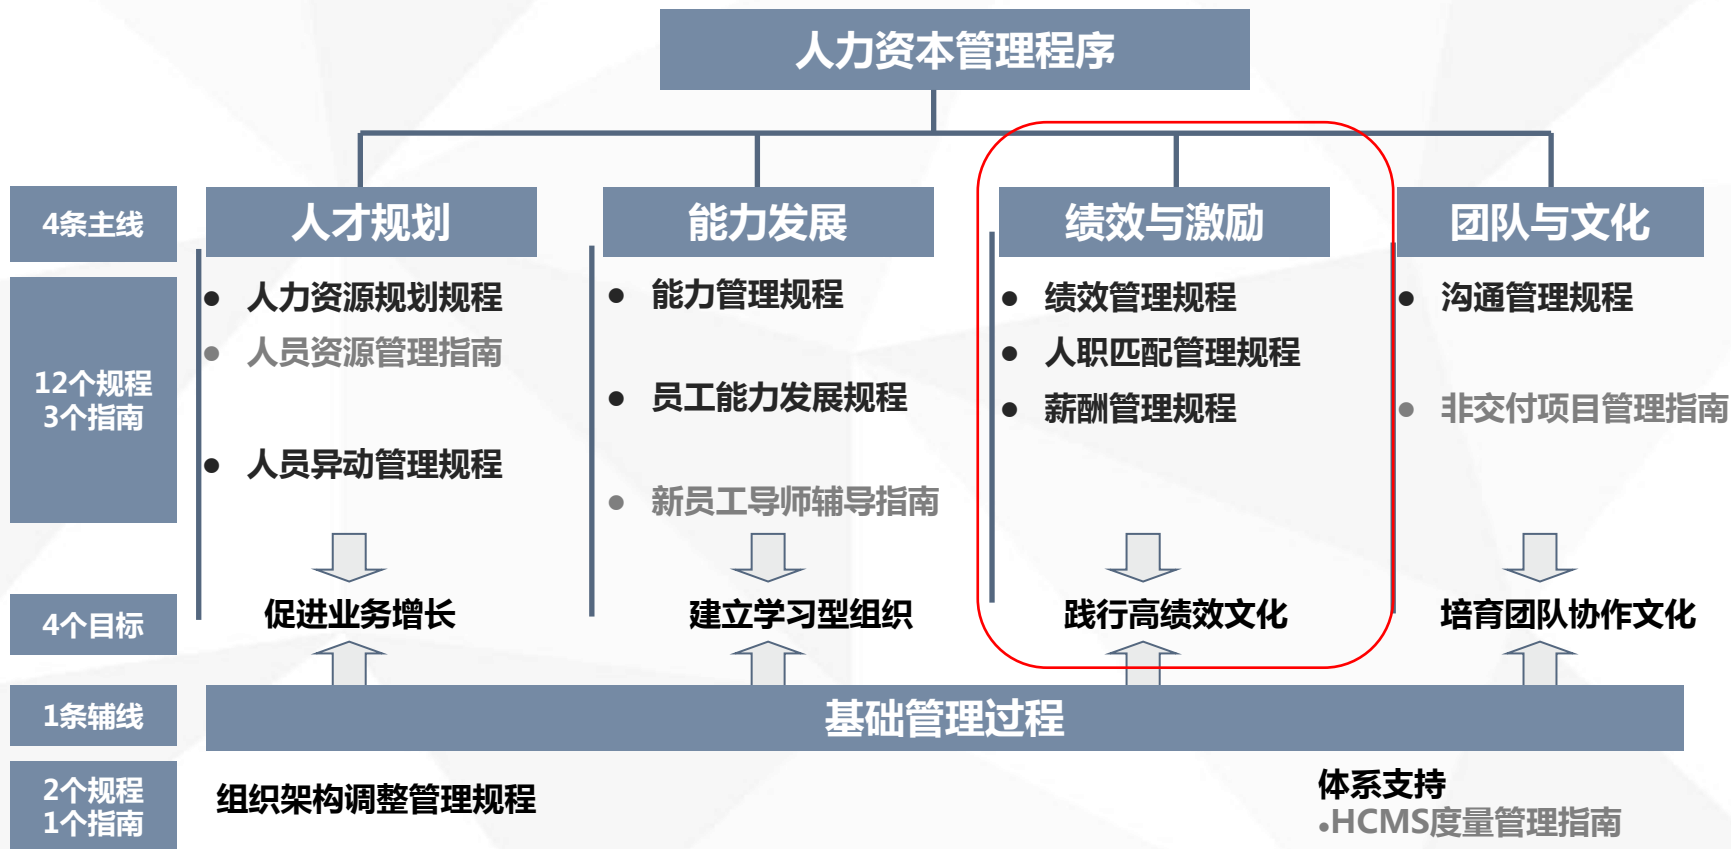 人力资本管理程序
4条主线
人才规划
能力发展
绩效与激励
团队与文化
12个规程
3个指南
● 人力资源规划规程
● 人员资源管理指南
● 人员异动管理规程
● 能力管理规程
● 员工能力发展规程
● 新员工导师辅导指南
● 绩效管理规程
● 人职匹配管理规程
● 薪酬管理规程
● 沟通管理规程
● 非交付项目管理指南
4个目标
促进业务增长
建立学习型组织
践行高绩效文化
培育团队协作文化
1条辅线
基础管理过程
2个规程
1个指南
组织架构调整管理规程
体系支持
•HCMS度量管理指南